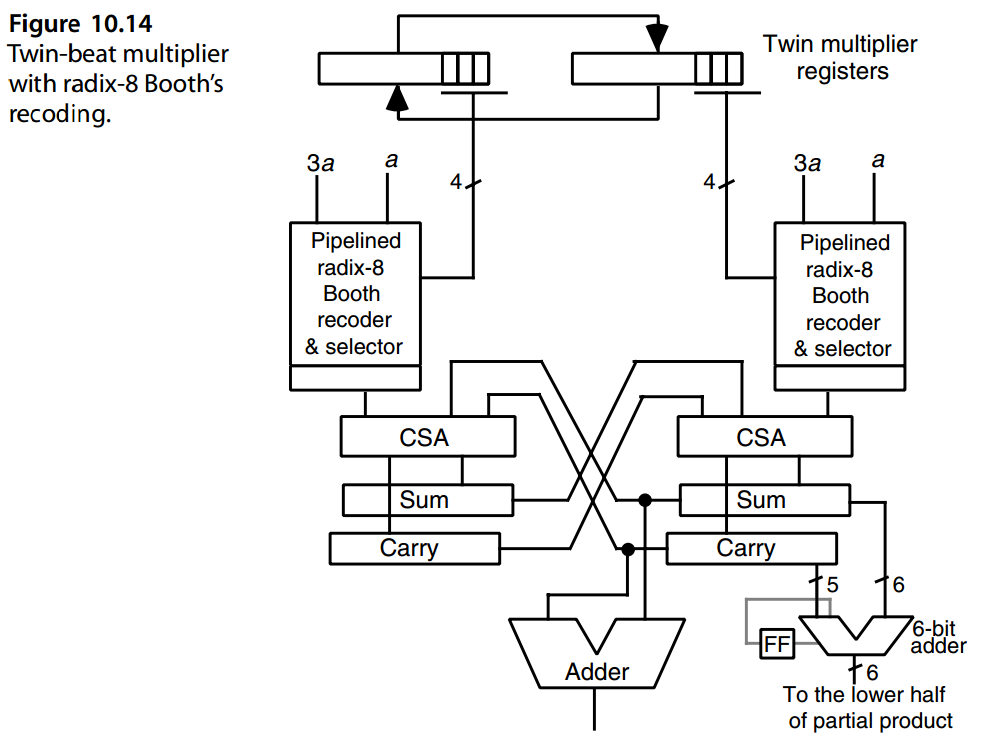 Figure 10.14
Twin-beat multiplier
with radix-8 Booth’s
recoding.
Twin multiplier
registers
3a
a
4
4
3a
a
Pipelined
radix-8
Booth
recoder
& selector
Pipelined
radix-8
Booth
recoder
& selector
CSA
CSA
Sum
Sum
Carry
Carry
5
6
FF
6-bit
adder
Adder
6
To the lower half
of partial product